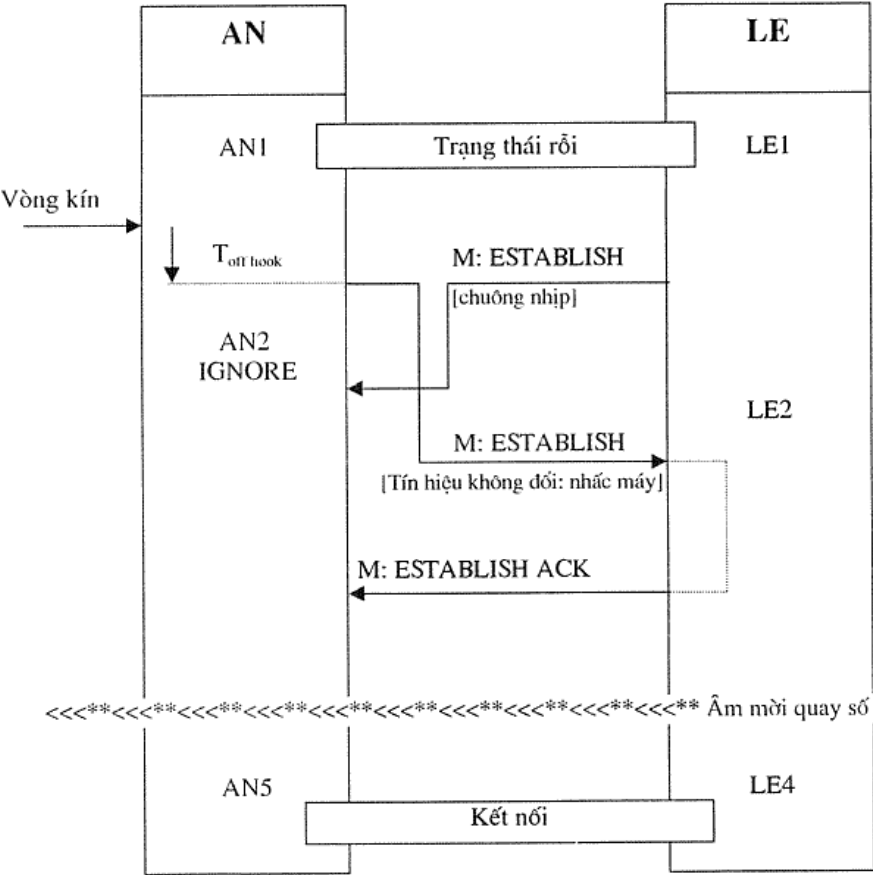 AN
LE
AN1
Trạng thái rỗi
LE1
Vòng kín
T off hook
M: ESTABLISH
[chuông nhịp]
AN2
IGNORE
LE2
M: ESTABLISH
[Tín hiệu không đổi: nhấc máy]
M: ESTABLISH ACK
<<<**<<<**<<<**<<<**<<<**<<<**<<<**<<<**<<<**<<<** Âm mời quay số
AN5
LE4
Kết nối